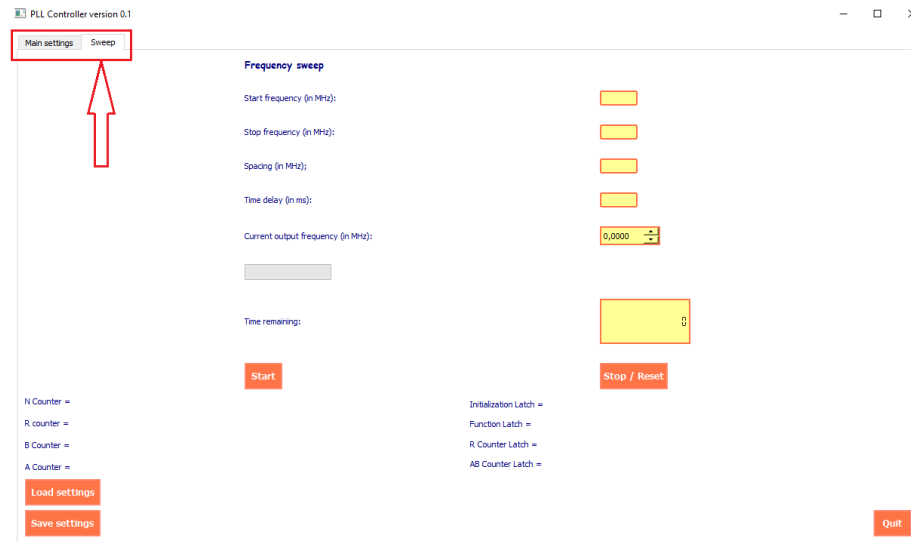 PLL Controller version 0.1
Main settings Sweep
Frequency sweep
Start frequency (in MHz):
Stop frequency (in MHz):
Spacing (in MHz);
Time delay (in ms):
Current output frequency (in MHz): 0,0000
Time remaining: 0
Start Stop / Reset
N Counter =
R counter =
B Counter =
A Counter =
Initialization Latch =
Function Latch =
R Counter Latch =
AB Counter Latch =
Load settings
Save settings
Quit